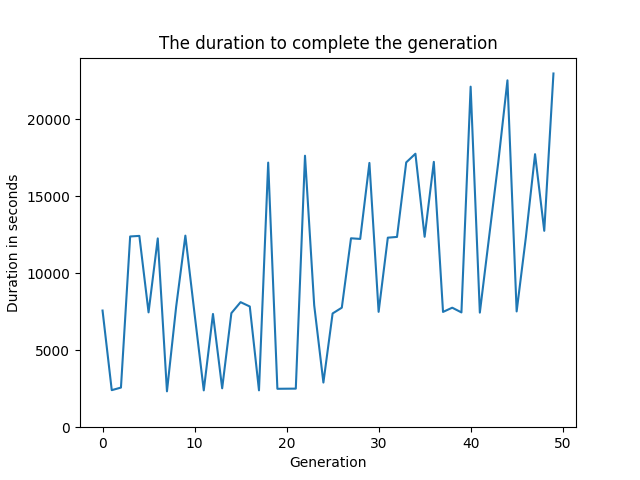 The duration to complete the generation
Duration in seconds
20000
15000
10000
5000
0
0 10 20 30 40 50
Generation